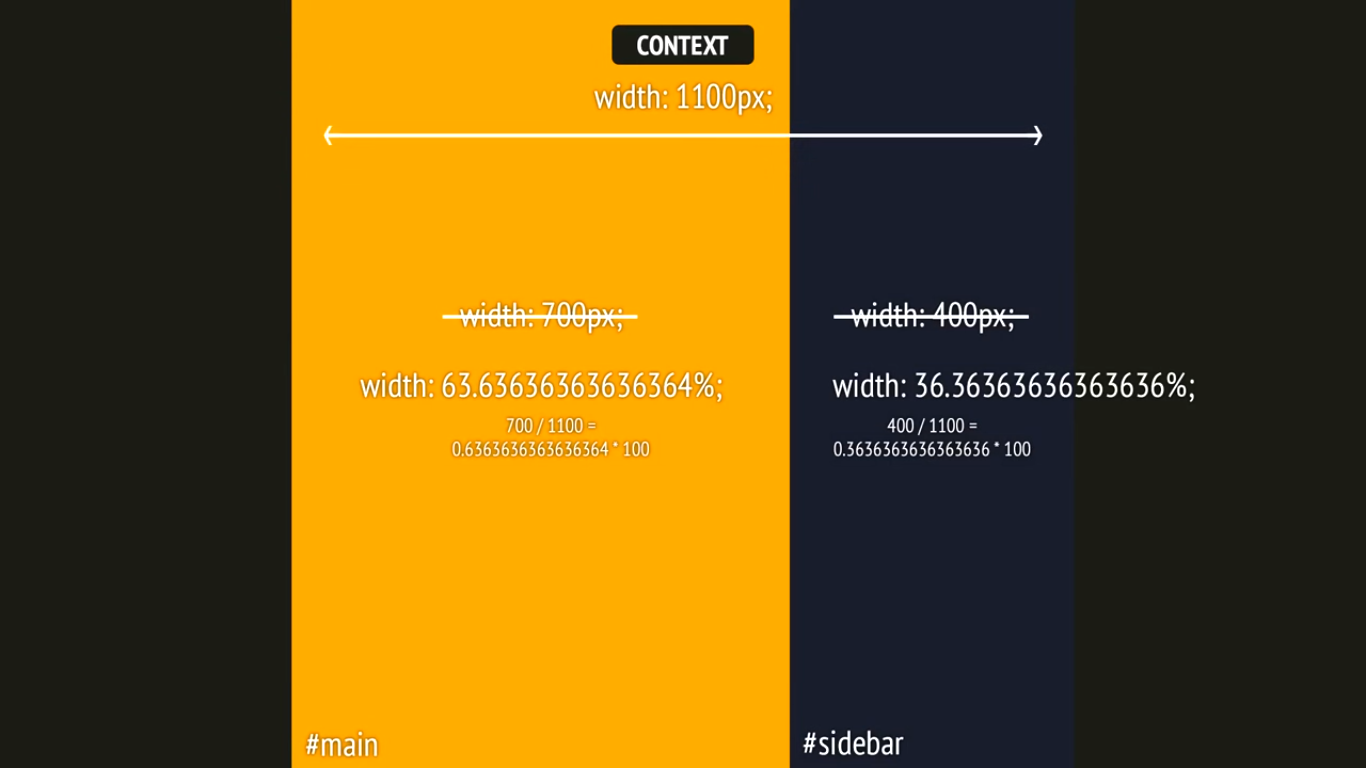 CONTEXT
width: 1100px;
width: 700px;
width: 63.63636363636364%;
700 / 1100 =
0.6363636363636364 * 100
width: 400px;
width: 36.36363636363636%;
400 / 1100 =
0.3636363636363636 * 100
#main
#sidebar